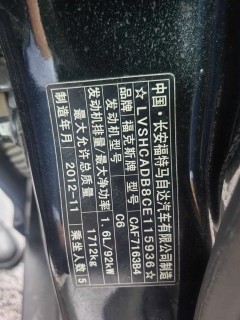 中国·长安福特马自达汽车有限公司制造
☆LVSHCADB8CE115936☆
品牌 福克斯牌 型号 CAF7163B4
发动机型号 C6
发动机排量/最大净功率 1.6L/92kW
最大允许总质量 1712kg
制造年月 2012-11 乘坐人数 5